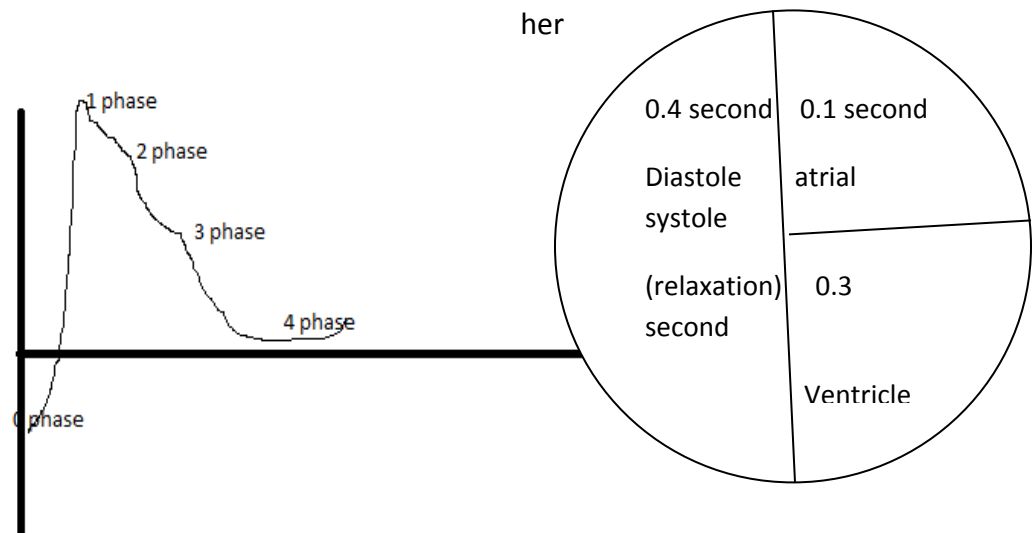 her
1 phase
2 phase
3 phase
4 phase
0 phase
0.4 second 0.1 second
Diastole atrial
systole
(relaxation) 0.3
second
Ventricle